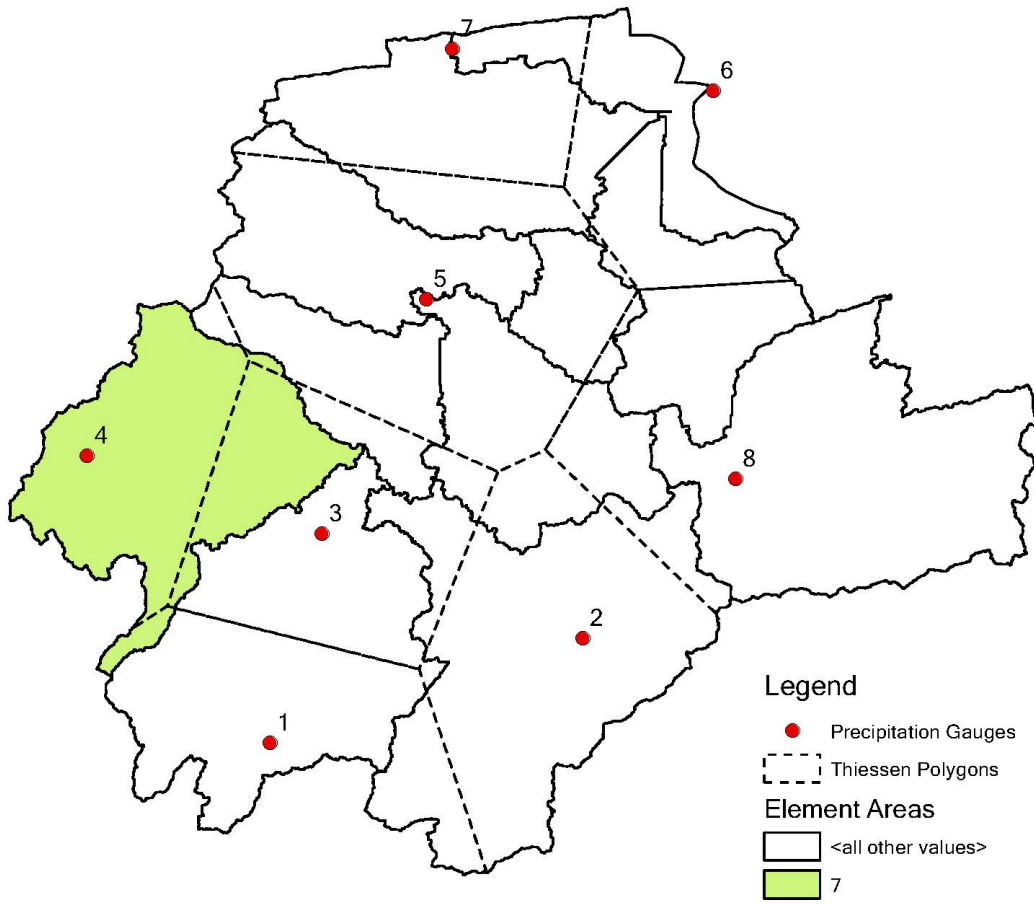 7
6
5
4
8
3
2
1
Legend
Precipitation Gauges
Thiessen Polygons
Element Areas
<all other values>
7